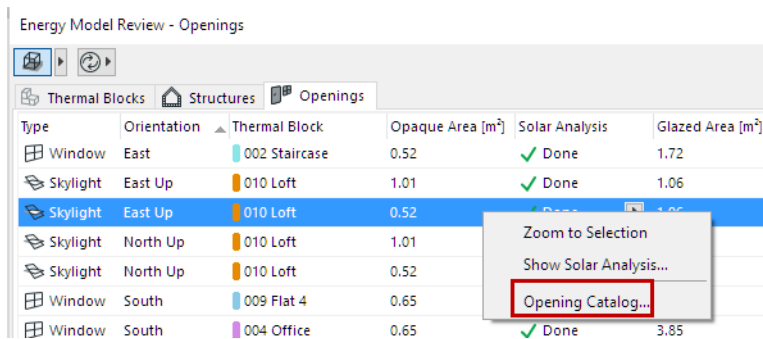 Energy Model Review - Openings
Thermal Blocks Structures Openings
Type Orientation Thermal Block Opaque Area [m²] Solar Analysis Glazed Area [m²]
Window East 002 Staircase 0.52 Done 1.72
Skylight East Up 010 Loft 1.01 Done 1.06
Skylight East Up 010 Loft 0.52
Skylight North Up 010 Loft 1.01
Skylight North Up 010 Loft 0.52
Window South 009 Flat 4 0.65
Window South 004 Office 0.65 Done 3.85
Zoom to Selection
Show Solar Analysis...
Opening Catalog...